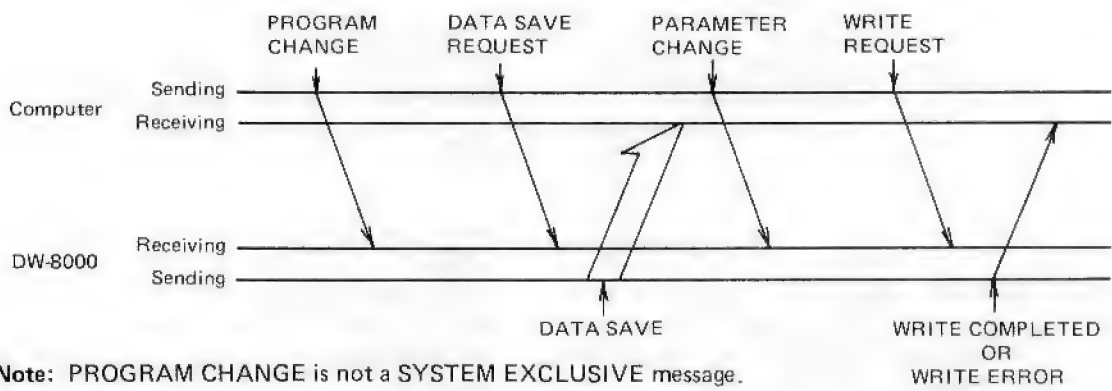 PROGRAM CHANGE
DATA SAVE REQUEST
PARAMETER CHANGE
WRITE REQUEST
Computer
Sending
Receiving
DW-8000
Receiving
Sending
DATA SAVE
WRITE COMPLETED
OR
WRITE ERROR
Note: PROGRAM CHANGE is not a SYSTEM EXCLUSIVE message.